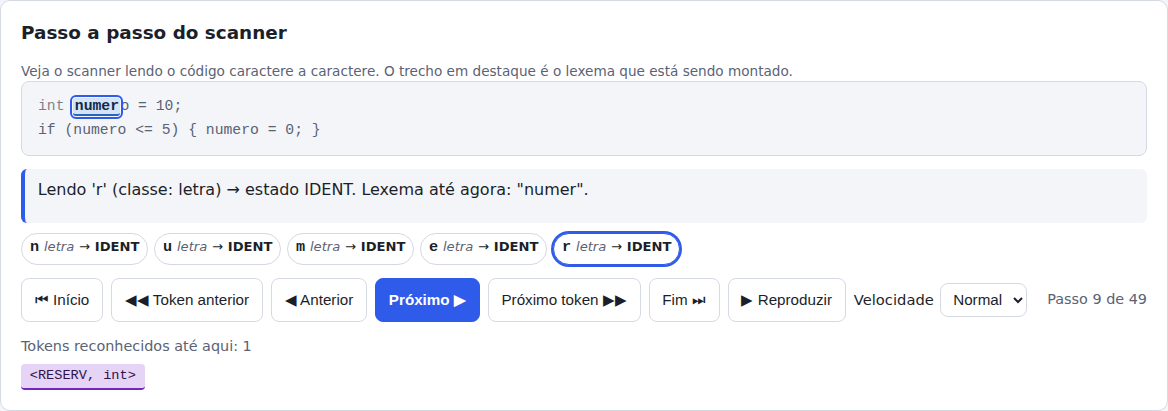 Passo a passo do scanner
Veja o scanner lendo o código caractere a caractere. O trecho em destaque é o lexema que está sendo montado.
int numero = 10;
if (numero <= 5) { numero = 0; }
Lendo 'r' (classe: letra) → estado IDENT. Lexema até agora: "numer".
n letra → IDENT u letra → IDENT m letra → IDENT e letra → IDENT r letra → IDENT
⏮ Início ◀◀ Token anterior ◀ Anterior Próximo ▶ Próximo token ▶▶ Fim ⏭ ▶ Reproduzir Velocidade Normal Passo 9 de 49
Tokens reconhecidos até aqui: 1
<RESERV, int>